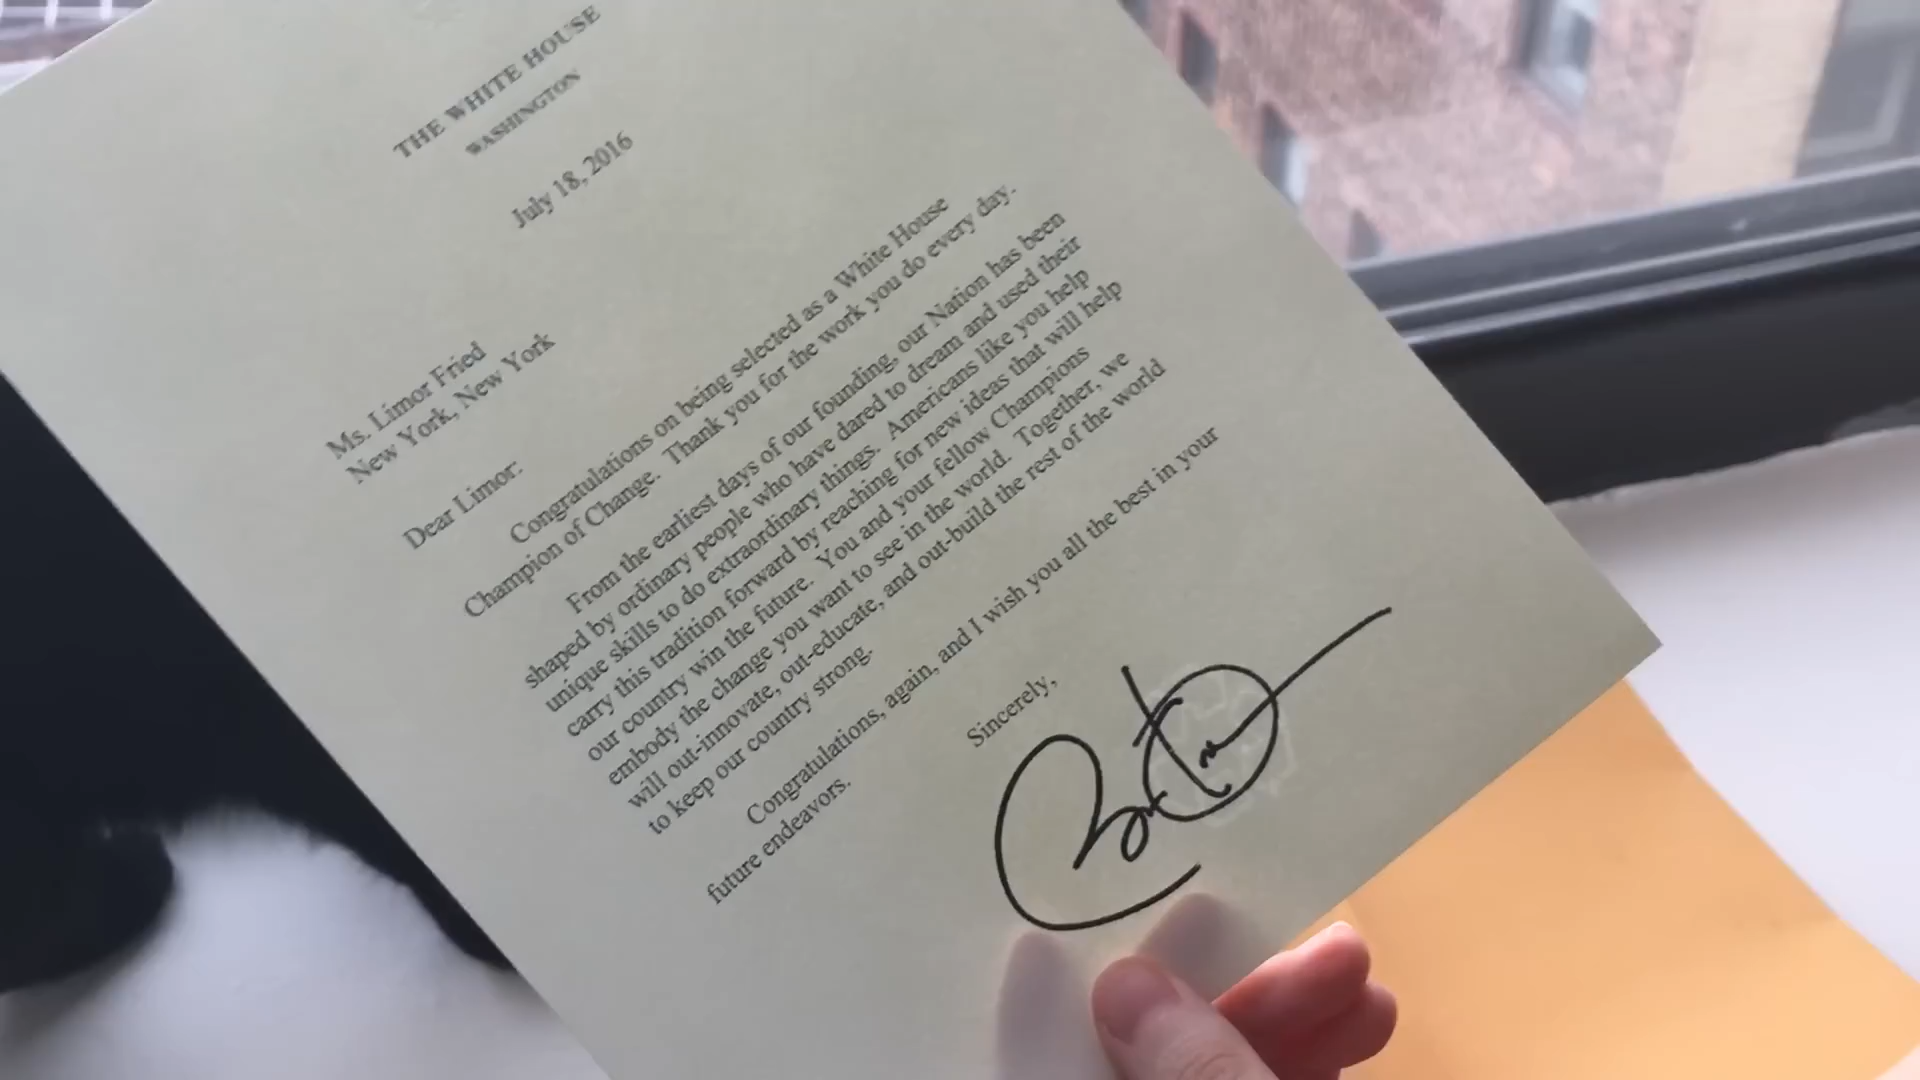 THE WHITE HOUSE
WASHINGTON
July 18, 2016
Ms. Limor Fried
New York, New York
Dear Limor:
Congratulations on being selected as a White House
Champion of Change. Thank you for the work you do every day.
From the earliest days of our founding, our Nation has been
shaped by ordinary people who have dared to dream and used their
unique skills to do extraordinary things. Americans like you help
carry this tradition forward by reaching for new ideas that will help
our country win the future. You and your fellow Champions
embody the change you want to see in the world. Together, we
will out-innovate, out-educate, and out-build the rest of the world
to keep our country strong.
Congratulations, again, and I wish you all the best in your
future endeavors.
Sincerely,